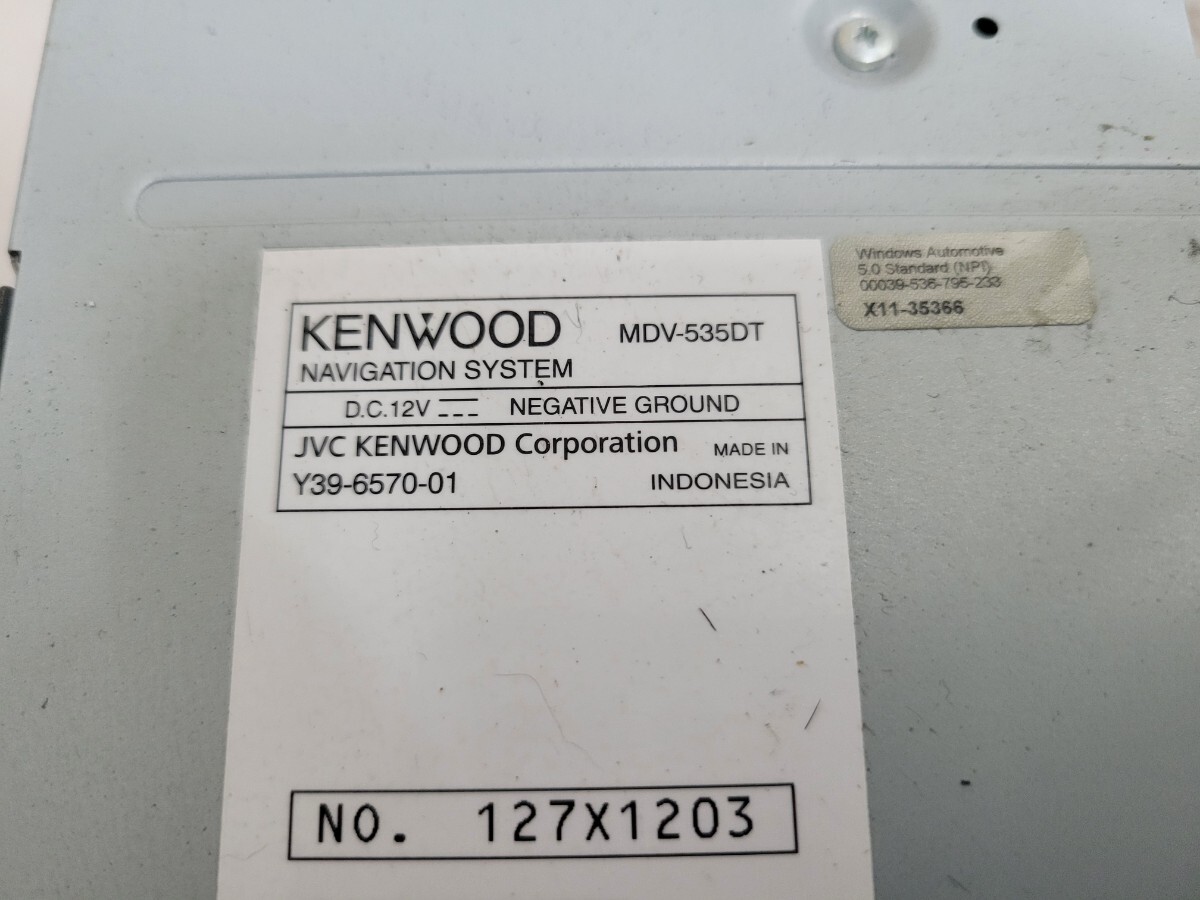 KENWOOD MDV-535DT
NAVIGATION SYSTEM
D.C.12V NEGATIVE GROUND
JVC KENWOOD Corporation MADE IN
Y39-6570-01 INDONESIA
NO. 127X1203
Windows Automotive
5.0 Standard (NPI)
00039-536-795-233
X11-35366